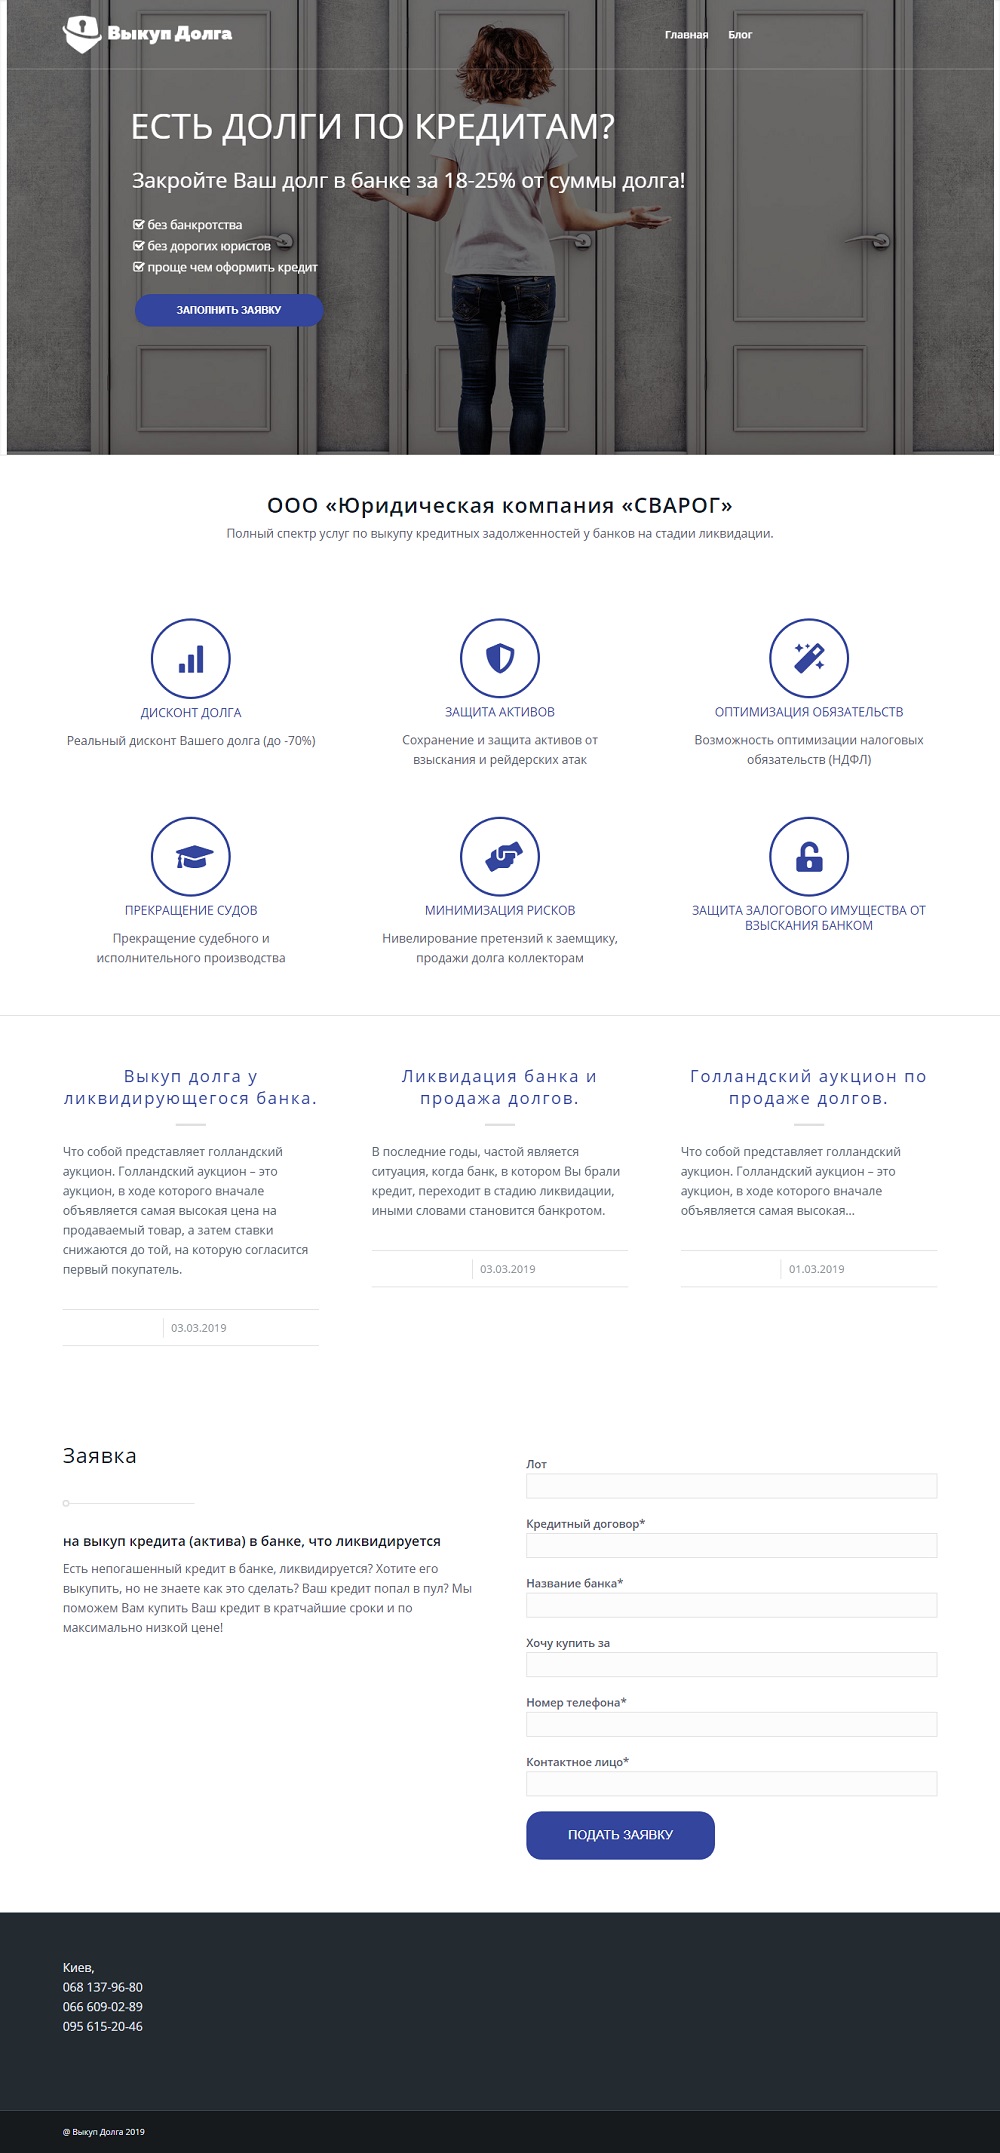 Выкуп Долга
Главная Блог
ЕСТЬ ДОЛГИ ПО КРЕДИТАМ?
Закройте Ваш долг в банке за 18-25% от суммы долга!
без банкротства
без дорогих юристов
проще чем оформить кредит
ЗАПОЛНИТЬ ЗАЯВКУ
ООО «Юридическая компания «СВАРОГ»
Полный спектр услуг по выкупу кредитных задолженностей у банков на стадии ликвидации.
ДИСКОНТ ДОЛГА
Реальный дисконт Вашего долга (до -70%)
ЗАЩИТА АКТИВОВ
Сохранение и защита активов от
взыскания и рейдерских атак
ОПТИМИЗАЦИЯ ОБЯЗАТЕЛЬСТВ
Возможность оптимизации налоговых
обязательств (НДФЛ)
ПРЕКРАЩЕНИЕ СУДОВ
Прекращение судебного и
исполнительного производства
МИНИМИЗАЦИЯ РИСКОВ
Нивелирование претензий к заемщику,
продажи долга коллекторам
ЗАЩИТА ЗАЛОГОВОГО ИМУЩЕСТВА ОТ
ВЗЫСКАНИЯ БАНКОМ
Выкуп долга у
ликвидирующегося банка.
Что собой представляет голландский
аукцион. Голландский аукцион – это
аукцион, в ходе которого вначале
объявляется самая высокая цена на
продаваемый товар, а затем ставки
снижаются до той, на которую согласится
первый покупатель.
03.03.2019
Ликвидация банка и
продажа долгов.
В последние годы, частой является
ситуация, когда банк, в котором Вы брали
кредит, переходит в стадию ликвидации,
иными словами становится банкротом.
03.03.2019
Голландский аукцион по
продаже долгов.
Что собой представляет голландский
аукцион. Голландский аукцион – это
аукцион, в ходе которого вначале
объявляется самая высокая...
01.03.2019
Заявка
на выкуп кредита (актива) в банке, что ликвидируется
Есть непогашенный кредит в банке, ликвидируется? Хотите его
выкупить, но не знаете как это сделать? Ваш кредит попал в пул? Мы
поможем Вам купить Ваш кредит в кратчайшие сроки и по
максимально низкой цене!
Лот
Кредитный договор*
Название банка*
Хочу купить за
Номер телефона*
Контактное лицо*
ПОДАТЬ ЗАЯВКУ
Киев,
068 137-96-80
066 609-02-89
095 615-20-46
@ Выкуп Долга 2019